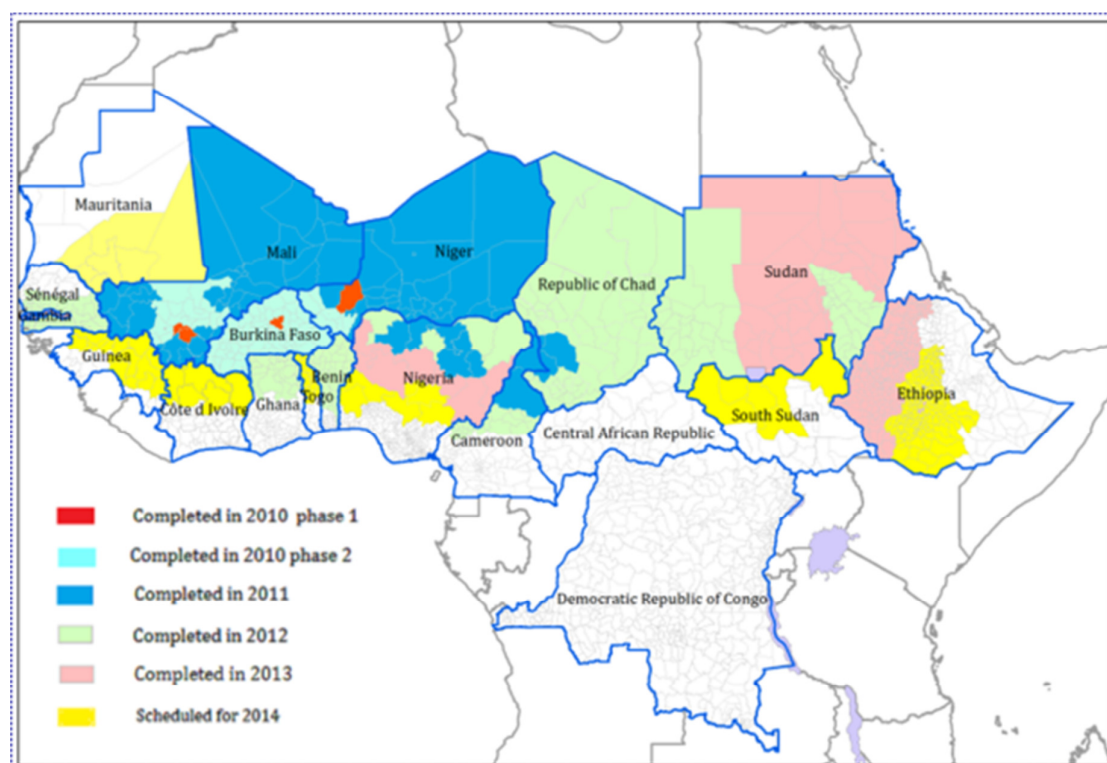 Mauritania
Mali
Niger
Republic of Chad
Sudan
Sénégal
Gambia
Burkina Faso
Guinea
Nigeria
Benin
Togo
Côte d Ivoire
Ghana
Ethiopia
South Sudan
Cameroon
Central African Republic
Democratic Republic of Congo
Completed in 2010 phase 1
Completed in 2010 phase 2
Completed in 2011
Completed in 2012
Completed in 2013
Scheduled for 2014